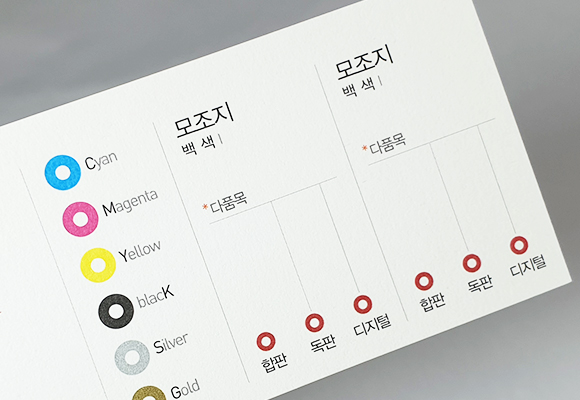 Cyan
Magenta
Yellow
blacK
Silver
Gold
모조지
백색
*다품목
합판
독판
디지털
모조지
백색
*다품목
합판
독판
디지털